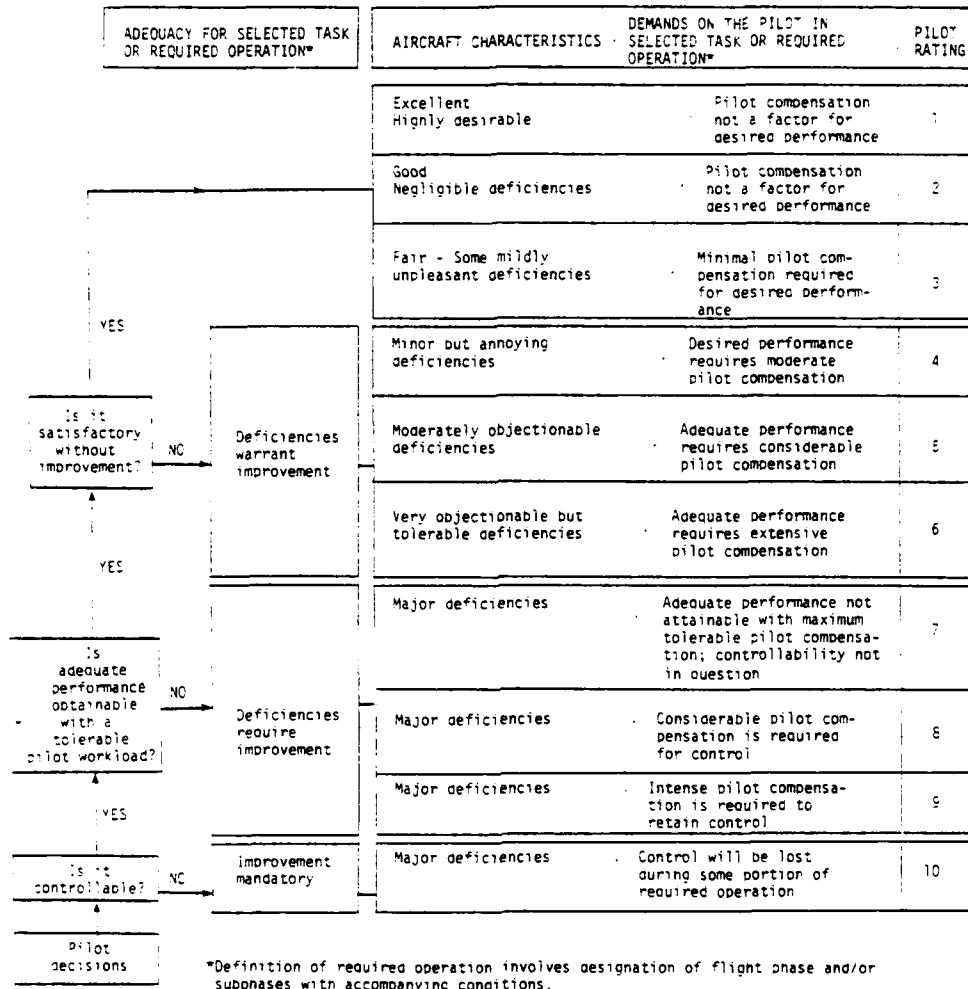 ADEQUACY FOR SELECTED TASK
OR REQUIRED OPERATION*
AIRCRAFT CHARACTERISTICS
DEMANDS ON THE PILOT IN
SELECTED TASK OR REQUIRED
OPERATION*
PILOT
RATING
Excellent
Highly desirable
Pilot compensation
not a factor for
desired performance
1
Good
Negligible deficiencies
Pilot compensation
not a factor for
desired performance
2
Fair - Some mildly
unpleasant deficiencies
Minimal pilot com-
pensation required
for desired perform-
ance
3
YES
Minor but annoying
deficiencies
Desired performance
requires moderate
pilot compensation
4
Is it
satisfactory
without
improvement?
NO
Deficiencies
warrant
improvement
Moderately objectionable
deficiencies
Adequate performance
requires considerable
pilot compensation
5
Very objectionable but
tolerable deficiencies
Adequate performance
requires extensive
pilot compensation
6
YES
Major deficiencies
Adequate performance not
attainable with maximum
tolerable pilot compensa-
tion; controllability not
in question
7
Is
adequate
performance
obtainable
with a
tolerable
pilot workload?
NO
Deficiencies
require
improvement
Major deficiencies
Considerable pilot com-
pensation is required
for control
8
Major deficiencies
Intense pilot compensa-
tion is required to
retain control
9
YES
Is it
controllable?
NO
Improvement
mandatory
Major deficiencies
Control will be lost
during some portion of
required operation
10
Pilot
decisions
*Definition of required operation involves designation of flight phase and/or
subphases with accompanying conditions.